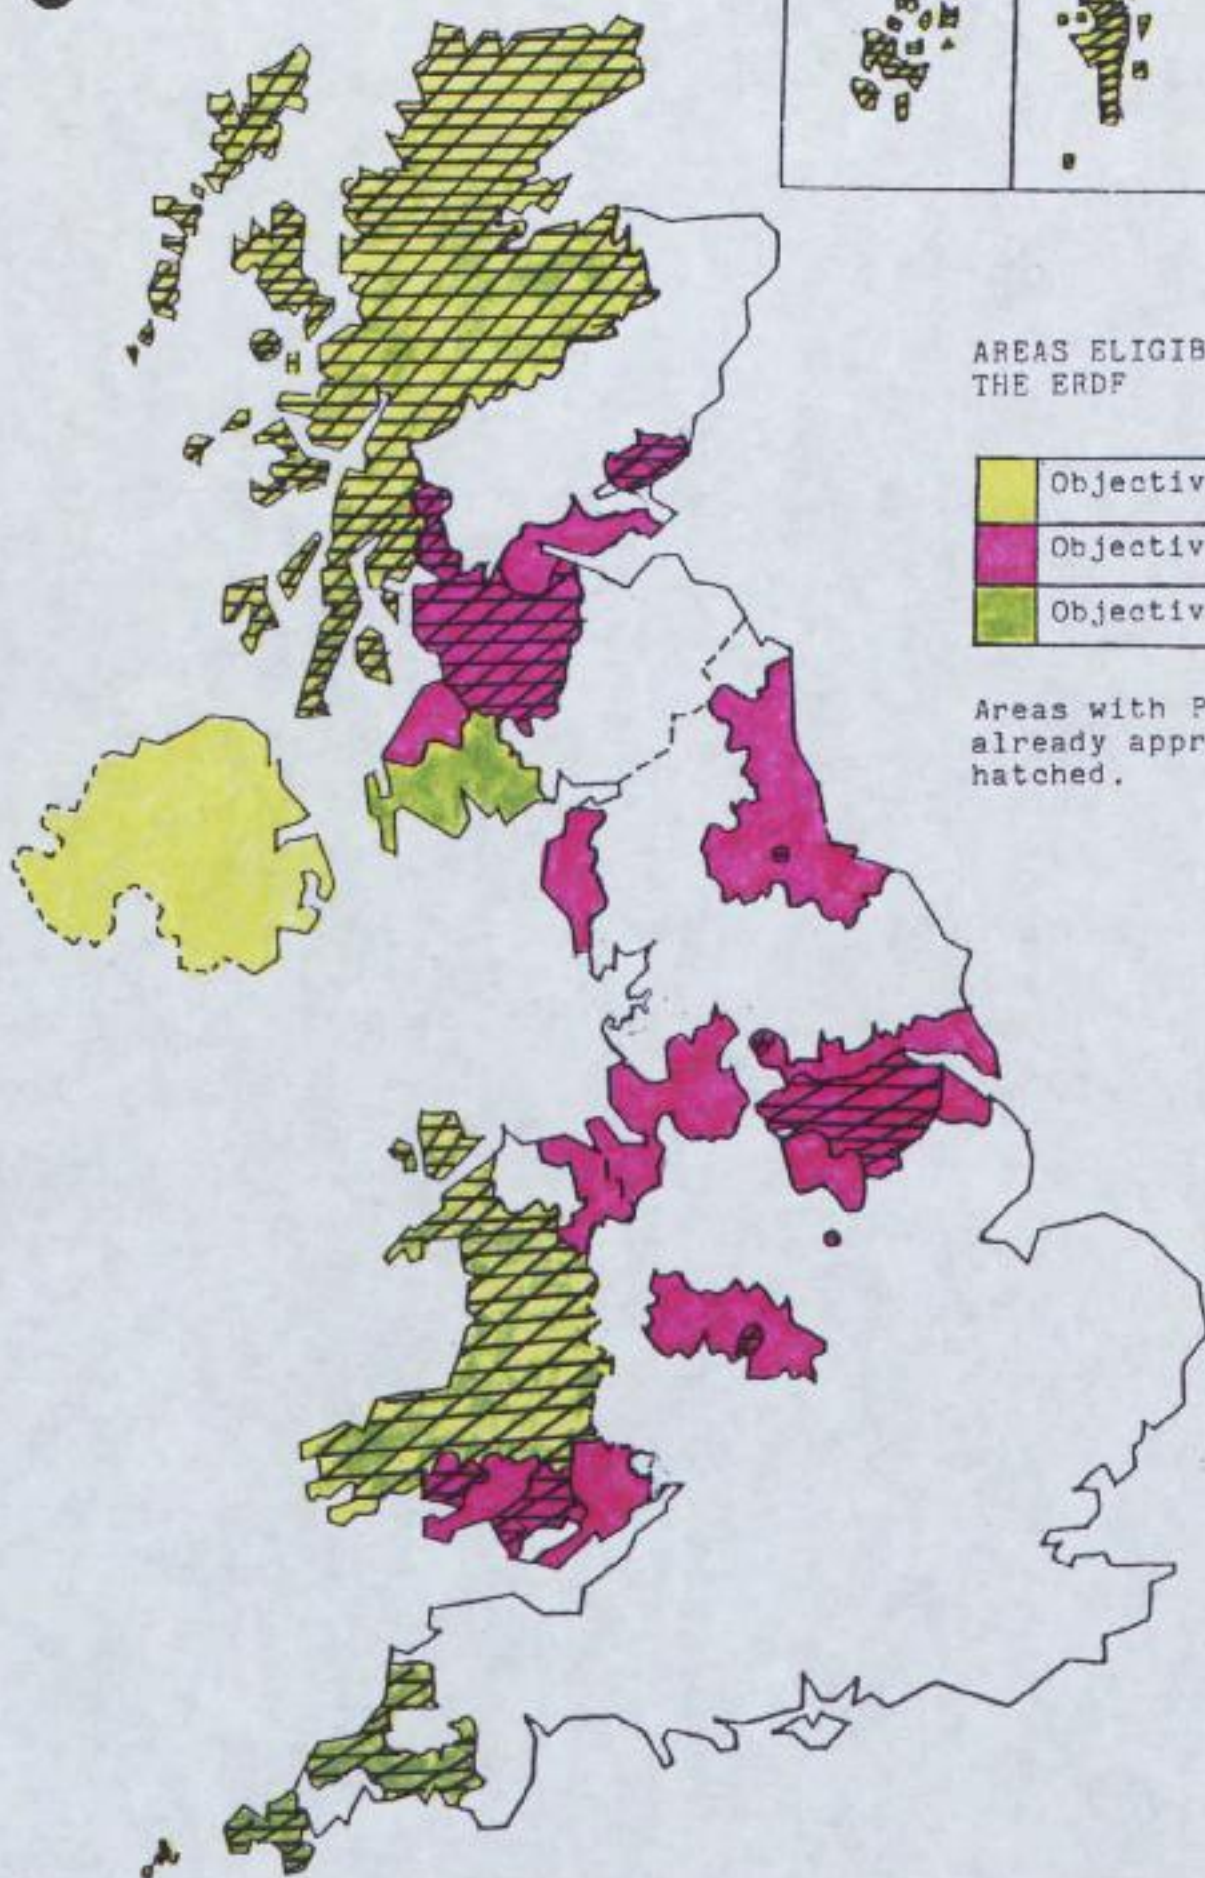 AREAS ELIGIB
THE ERDF
Objectiv
Objectiv
Objectiv
Areas with P
already appr
hatched.